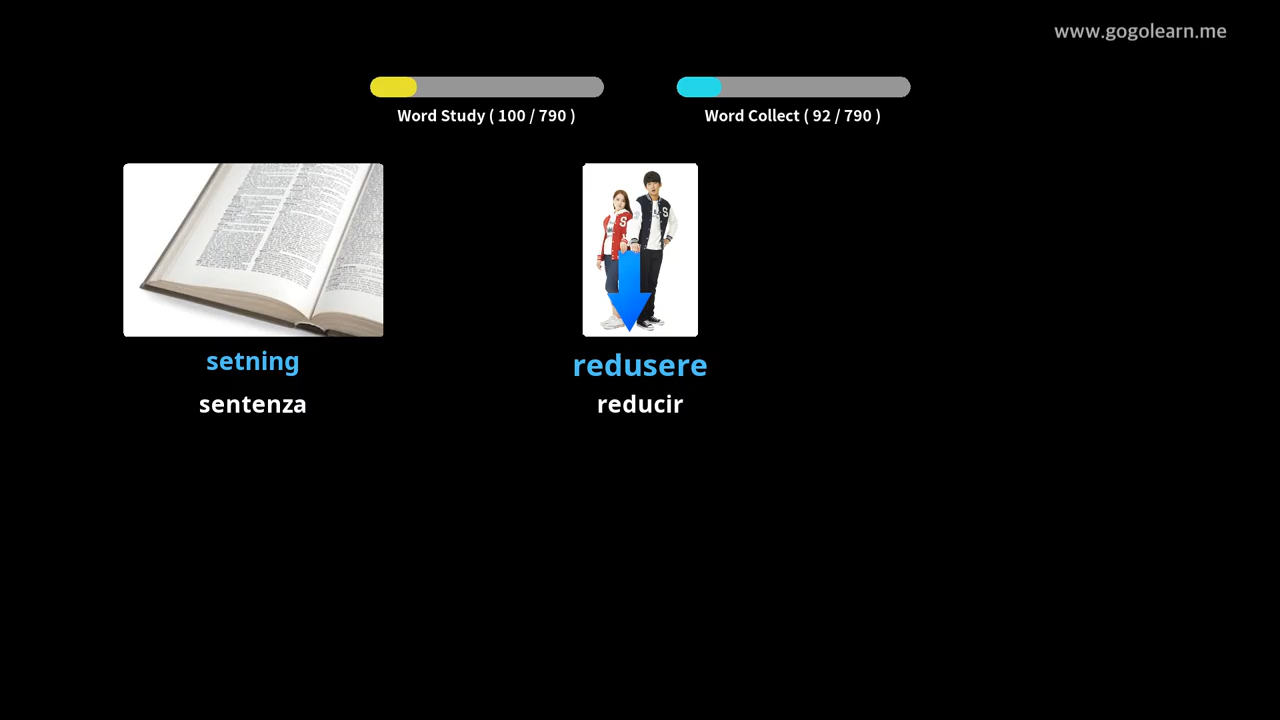 www.gogolearn.me
Word Study ( 100 / 790 )
Word Collect ( 92 / 790 )
setning
sentenza
redusere
reducir